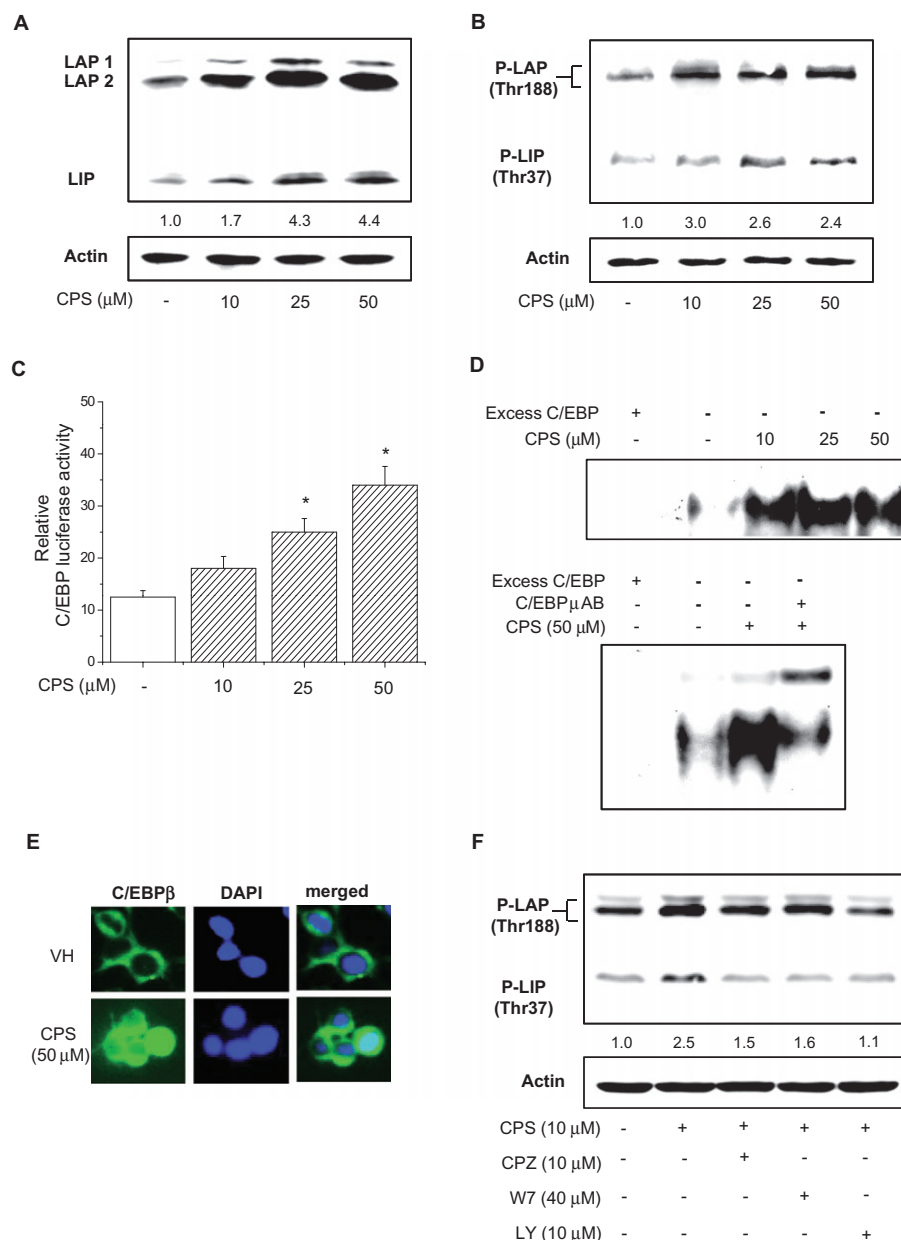 A
LAP 1
LAP 2
LIP
1.0 1.7 4.3 4.4
Actin
CPS (μM) - 10 25 50
B
P-LAP
(Thr188)
P-LIP
(Thr37)
1.0 3.0 2.6 2.4
Actin
CPS (μM) - 10 25 50
C
Relative
C/EBP luciferase activity
50
40
30
20
10
0
* *
CPS (μM) - 10 25 50
D
Excess C/EBP + - - - -
CPS (μM) - - 10 25 50
Excess C/EBP + - - -
C/EBPμ AB - - - +
CPS (50 μM) - - + +
E
C/EBPβ DAPI merged
VH
CPS
(50 μM)
F
P-LAP
(Thr188)
P-LIP
(Thr37)
1.0 2.5 1.5 1.6 1.1
Actin
CPS (10 μM) - + + + +
CPZ (10 μM) - - + - -
W7 (40 μM) - - - + -
LY (10 μM) - - - - +